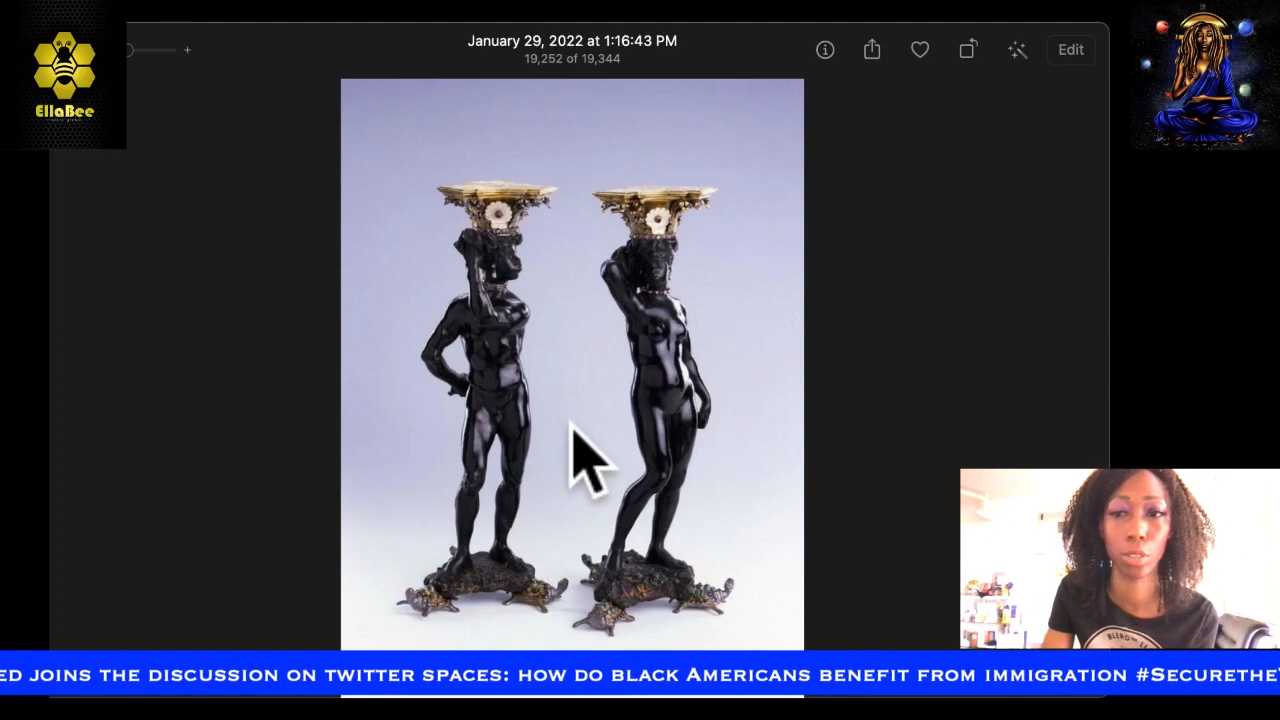 January 29, 2022 at 1:16:43 PM
19,252 of 19,344
Edit
EllaBee
BLERD
ED JOINS THE DISCUSSION ON TWITTER SPACES: HOW DO BLACK AMERICANS BENEFIT FROM IMMIGRATION #SECURETHE